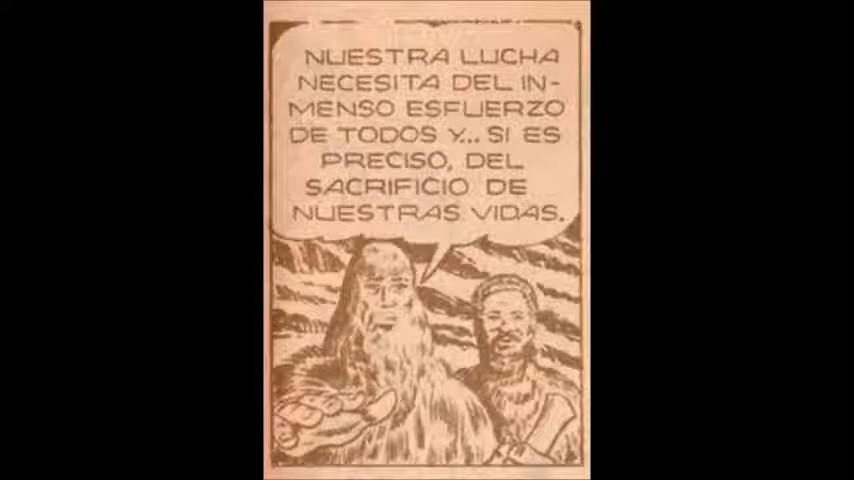 NUESTRA LUCHA
NECESITA DEL IN-
MENSO ESFUERZO
DE TODOS Y... SI ES
PRECISO, DEL
SACRIFICIO DE
NUESTRAS VIDAS.